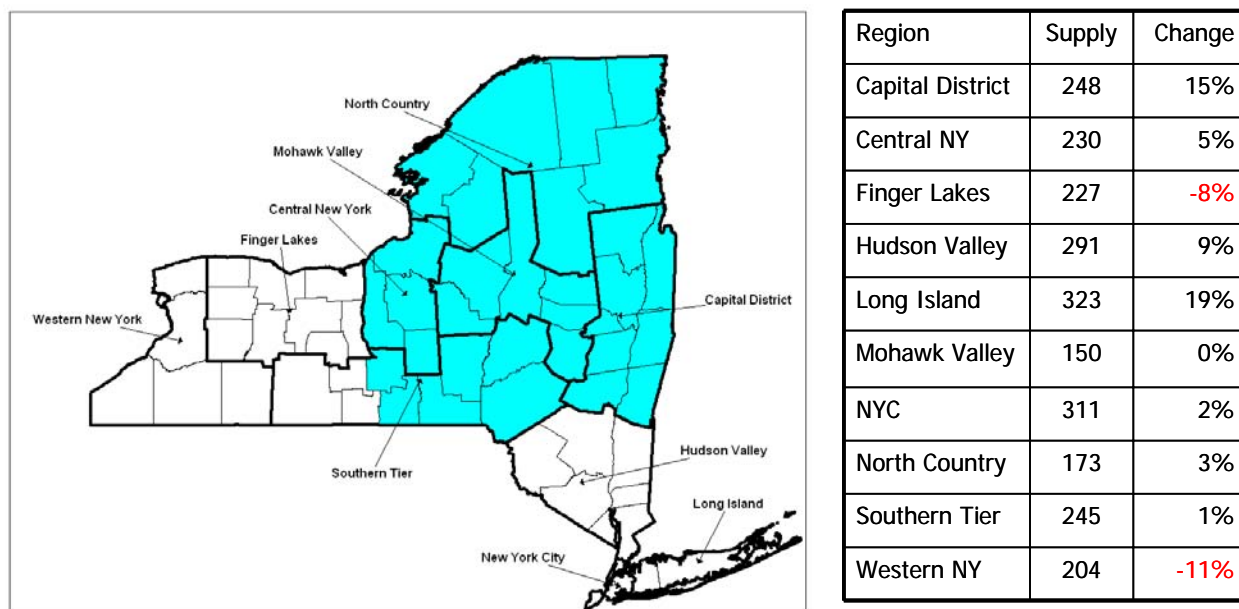 North Country
Mohawk Valley
Central New York
Finger Lakes
Western New York
Capital District
Southern Tier
Hudson Valley
Long Island
New York City
Region Supply Change
Capital District 248 15%
Central NY 230 5%
Finger Lakes 227 -8%
Hudson Valley 291 9%
Long Island 323 19%
Mohawk Valley 150 0%
NYC 311 2%
North Country 173 3%
Southern Tier 245 1%
Western NY 204 -11%